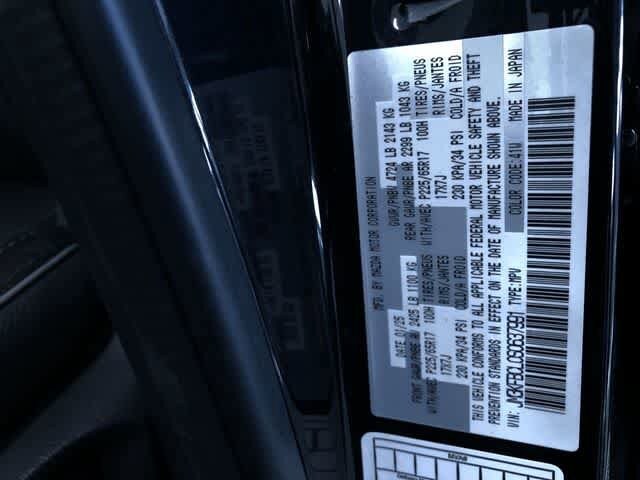 MFD. BY MAZDA MOTOR CORPORATION
DATE 01/25 GVWR/PNBV 4724 LB 2143 KG
FRONT GAWR/PNBE AV 2425 LB 1100 KG REAR GAWR/PNBE AR 2299 LB 1043 KG
WITH/AVEC P225/65R17 100H TIRES/PNEUS WITH/AVEC P225/65R17 100H TIRES/PNEUS
17X7J RIMS/JANTES 17X7J RIMS/JANTES
230 KPA/34 PSI COLD/A FROID 230 KPA/34 PSI COLD/A FROID
THIS VEHICLE CONFORMS TO ALL APPLICABLE FEDERAL MOTOR VEHICLE SAFETY AND THEFT
PREVENTION STANDARDS IN EFFECT ON THE DATE OF MANUFACTURE SHOWN ABOVE.
VIN: TYPE:MPV COLOR CODE:41W MADE IN JAPAN